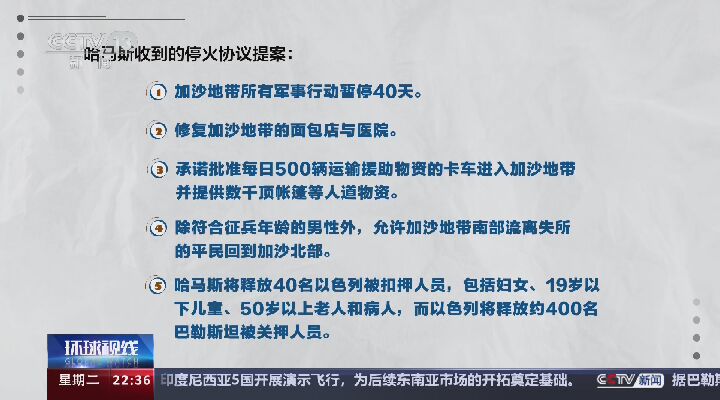 CCTV 13
新闻
哈马斯收到的停火协议提案：
1 加沙地带所有军事行动暂停40天。
2 修复加沙地带的面包店与医院。
3 承诺批准每日500辆运输援助物资的卡车进入加沙地带
并提供数千顶帐篷等人道物资。
4 除符合征兵年龄的男性外，允许加沙地带南部流离失所
的平民回到加沙北部。
5 哈马斯将释放40名以色列被扣押人员，包括妇女、19岁以
下儿童、50岁以上老人和病人，而以色列将释放约400名
巴勒斯坦被关押人员。
环球视线
GLOBAL WATCH
星期二 22:36 印度尼西亚5国开展演示飞行，为后续东南亚市场的开拓奠定基础。 CCTV 新闻 据巴勒斯